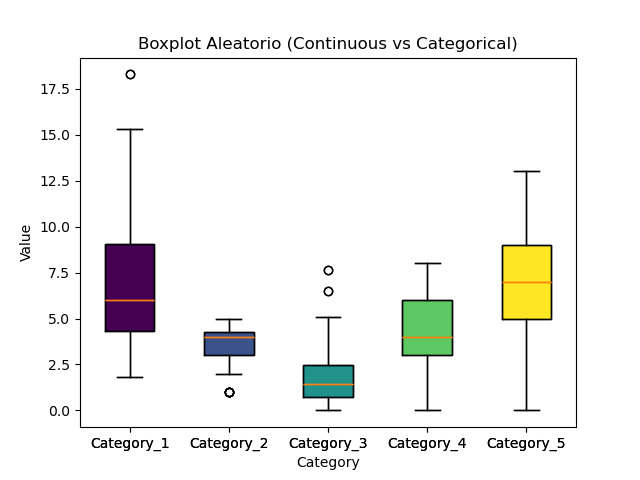 Boxplot Aleatorio (Continuous vs Categorical)
17.5
15.0
12.5
10.0
7.5
5.0
2.5
0.0
Value
Category_1 Category_2 Category_3 Category_4 Category_5
Category